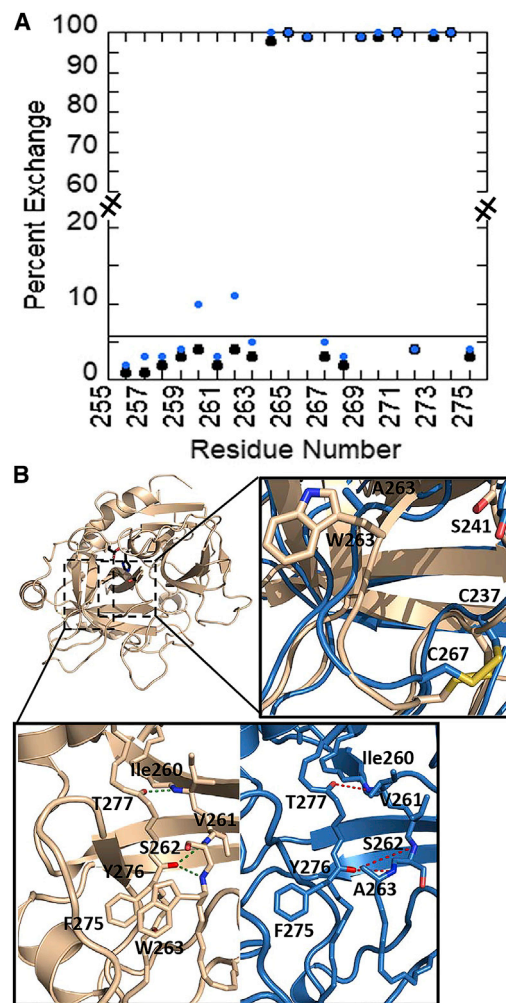 A
Percent Exchange
100
90
80
70
60
20
10
0
255
257
259
261
263
265
267
269
271
273
275
Residue Number
B
A263
W263
S241
C237
C267
Ile260
T277
V261
S262
Y276
F275
W263
Ile260
T277
V261
S262
Y276
A263
F275